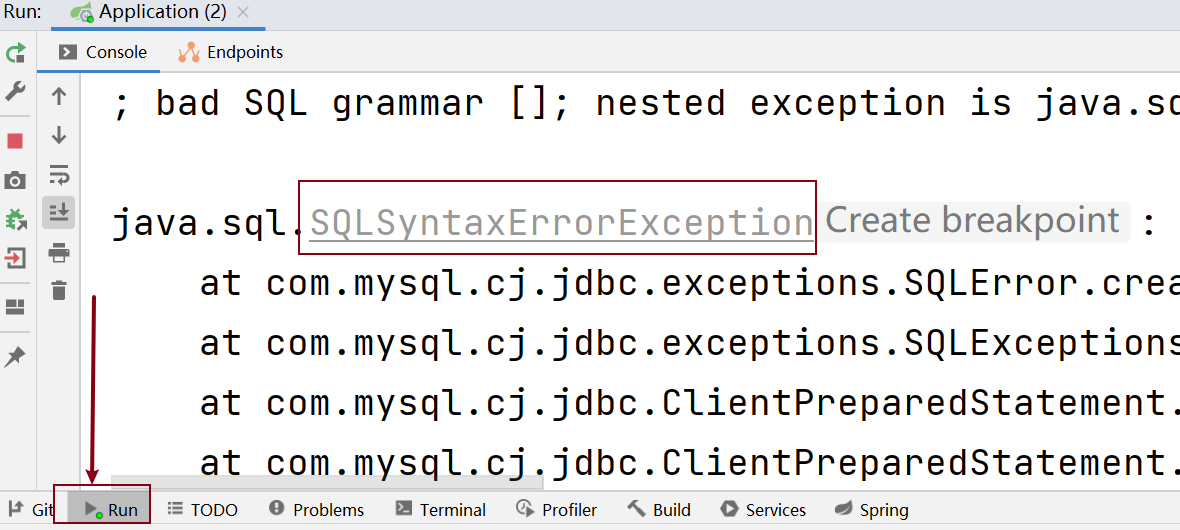 Run: Application (2)
Console Endpoints
; bad SQL grammar []; nested exception is java.sq
java.sql.SQLSyntaxErrorException Create breakpoint :
at com.mysql.cj.jdbc.exceptions.SQLError.crea
at com.mysql.cj.jdbc.exceptions.SQLExceptions
at com.mysql.cj.jdbc.ClientPreparedStatement.
at com.mysql.cj.jdbc.ClientPreparedStatement.
Git Run TODO Problems Terminal Profiler Build Services Spring